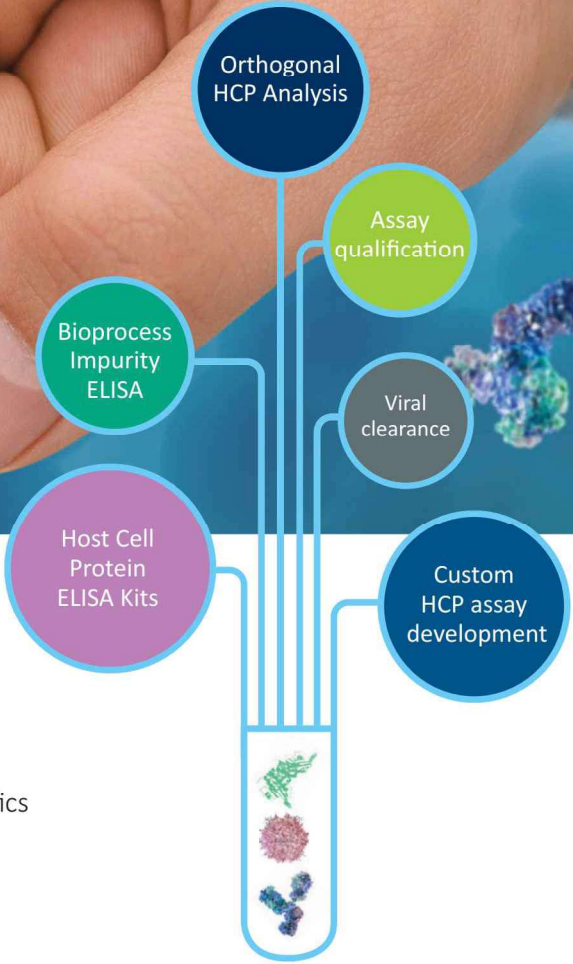 Orthogonal
HCP Analysis
Assay
qualification
Bioprocess
Impurity
ELISA
Viral
clearance
Host Cell
Protein
ELISA Kits
Custom
HCP assay
development
ics